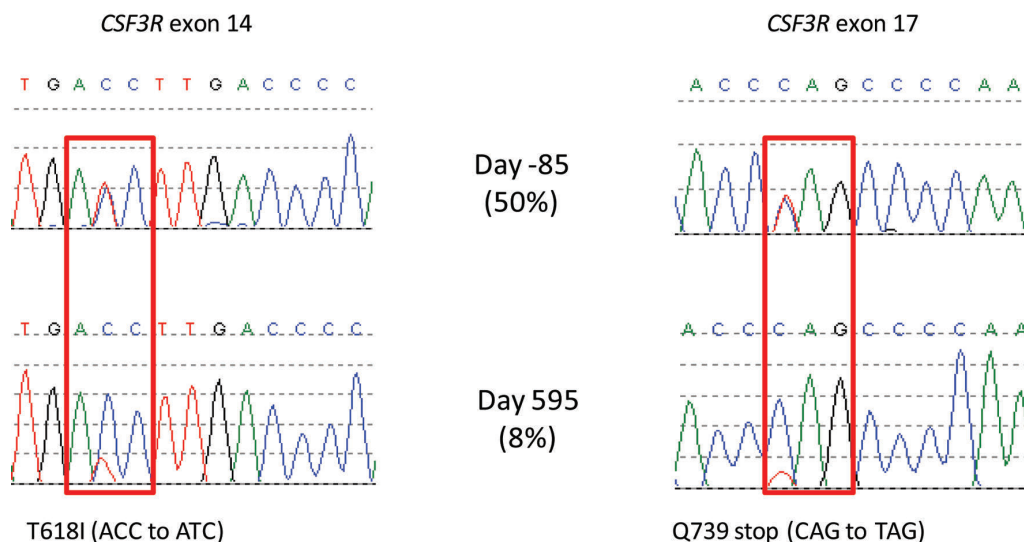 CSF3R exon 14
CSF3R exon 17
T G A C C T T G A C C C C
A C C C A G C C C C A A
Day -85
(50%)
T G A C C T T G A C C C C
A C C C A G C C C C A A
Day 595
(8%)
T618I (ACC to ATC)
Q739 stop (CAG to TAG)